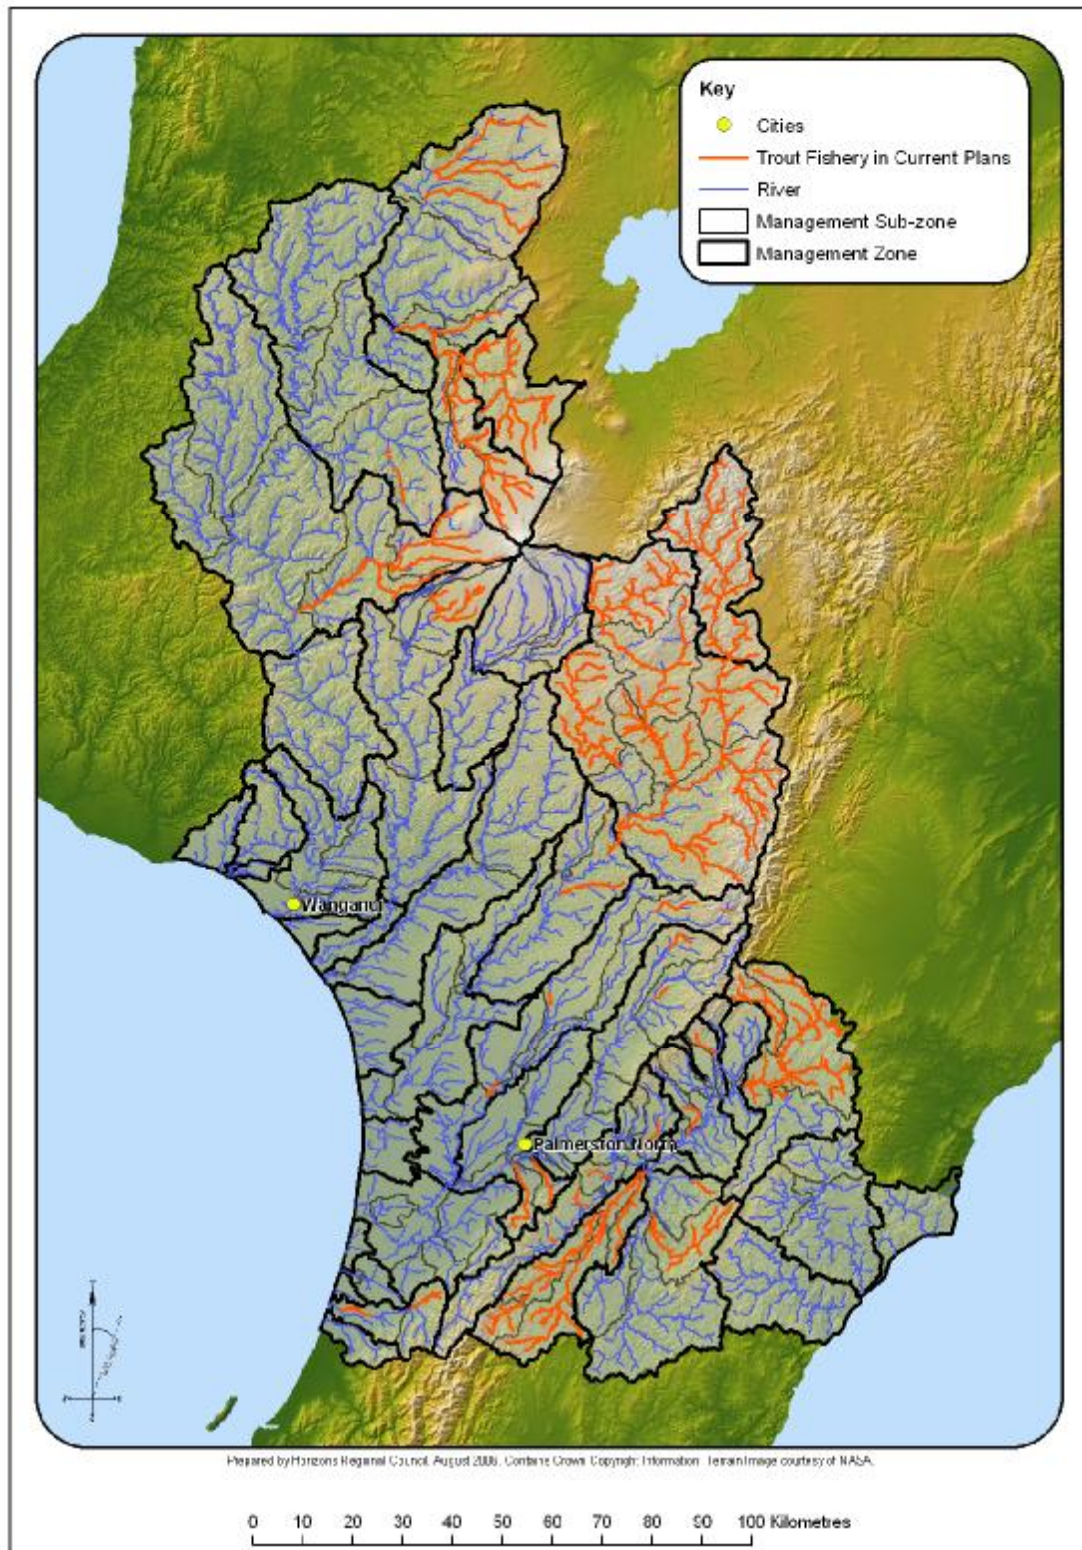 Key
Cities
Trout Fishery in Current Plans
River
Management Sub-zone
Management Zone
Wanganui
Palmerston North
Prepared by Horizons Regional Council. August 2006. Contains Crown Copyright Information. Terrain Image courtesy of NASA.
0 10 20 30 40 50 60 70 80 90 100 Kilometres